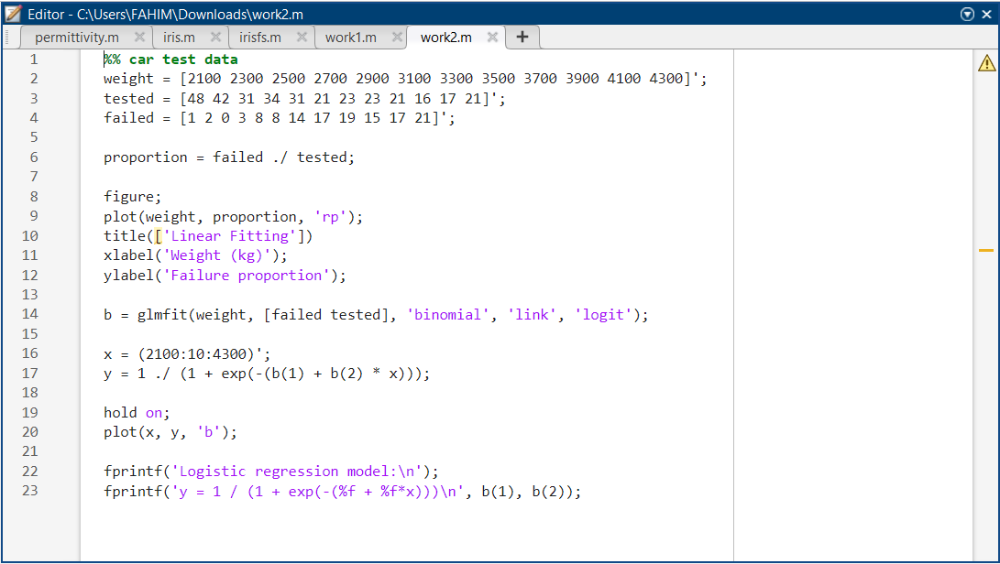 Editor - C:\Users\FAHIM\Downloads\work2.m
permittivity.m iris.m irisfs.m work1.m work2.m
1 %% car test data
2 weight = [2100 2300 2500 2700 2900 3100 3300 3500 3700 3900 4100 4300]';
3 tested = [48 42 31 34 31 21 23 23 21 16 17 21]';
4 failed = [1 2 0 3 8 8 14 17 19 15 17 21]';
5
6 proportion = failed ./ tested;
7
8 figure;
9 plot(weight, proportion, 'rp');
10 title(['Linear Fitting'])
11 xlabel('Weight (kg)');
12 ylabel('Failure proportion');
13
14 b = glmfit(weight, [failed tested], 'binomial', 'link', 'logit');
15
16 x = (2100:10:4300)';
17 y = 1 ./ (1 + exp(-(b(1) + b(2) * x)));
18
19 hold on;
20 plot(x, y, 'b');
21
22 fprintf('Logistic regression model:\n');
23 fprintf('y = 1 / (1 + exp(-(%f + %f*x)))\n', b(1), b(2));